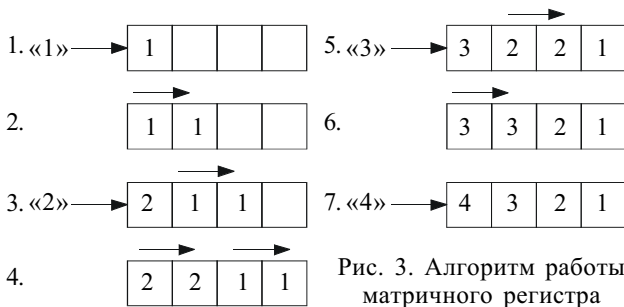 1. «1» 1
2. 1 1
3. «2» 2 1 1
4. 2 2 1 1
5. «3» 3 2 2 1
6. 3 3 2 1
7. «4» 4 3 2 1
Рис. 3. Алгоритм работы
матричного регистра